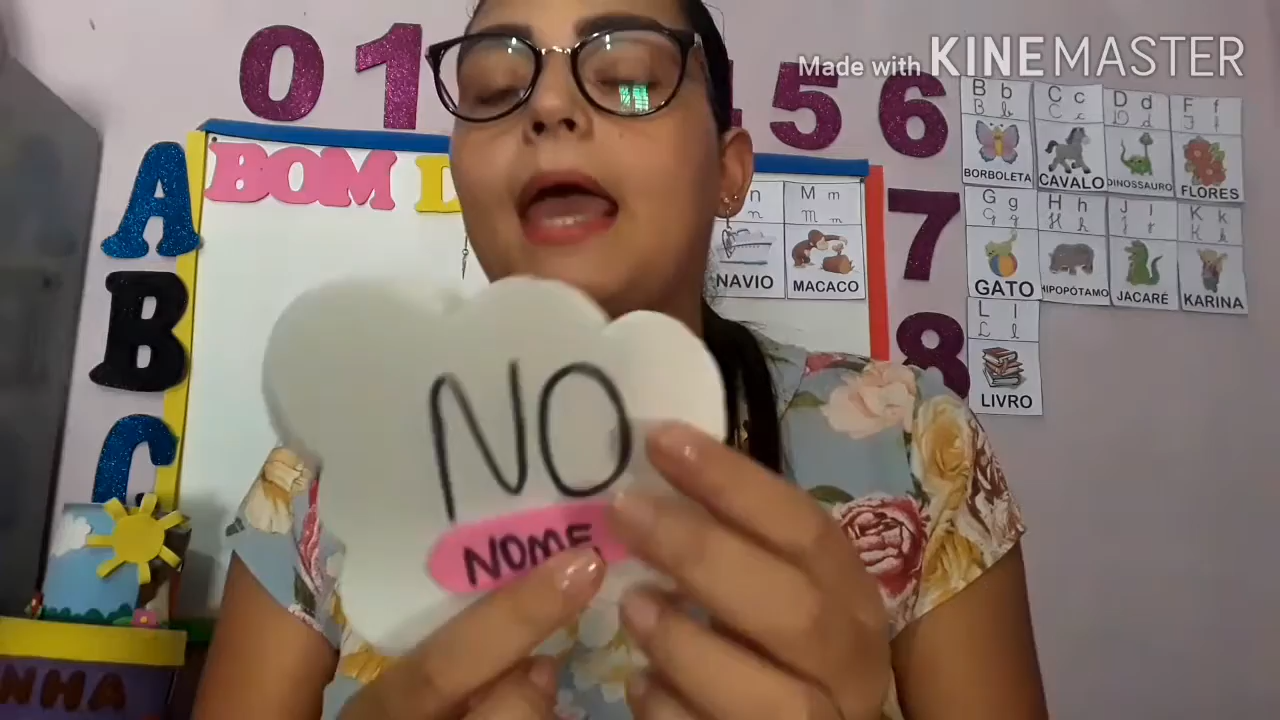 Made with KINEMASTER
0 1 5 6
7
8
A
B
C
BOM D
B b
B b
BORBOLETA
C c
C c
CAVALO
D d
D d
DINOSSAURO
F f
F f
FLORES
G g
G g
GATO
H h
H h
HIPOPÓTAMO
J j
J j
JACARÉ
K k
K k
KARINA
L l
L l
LIVRO
n
n
NAVIO
M m
M m
MACACO
NO
NOME
NHA